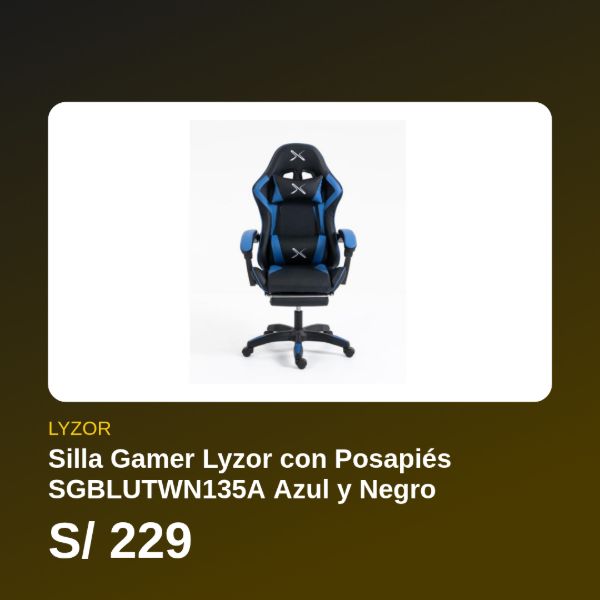 LYZOR
Silla Gamer Lyzor con Posapiés
SGBLUTWN135A Azul y Negro
S/ 229